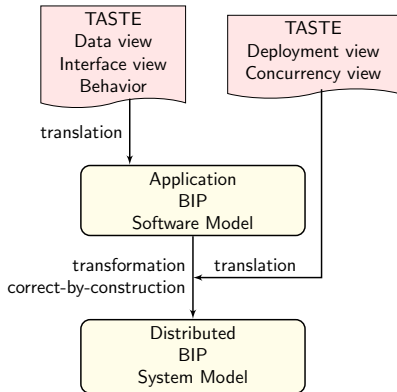 TASTE
Data view
Interface view
Behavior
TASTE
Deployment view
Concurrency view
translation
Application
BIP
Software Model
transformation
correct-by-construction
translation
Distributed
BIP
System Model